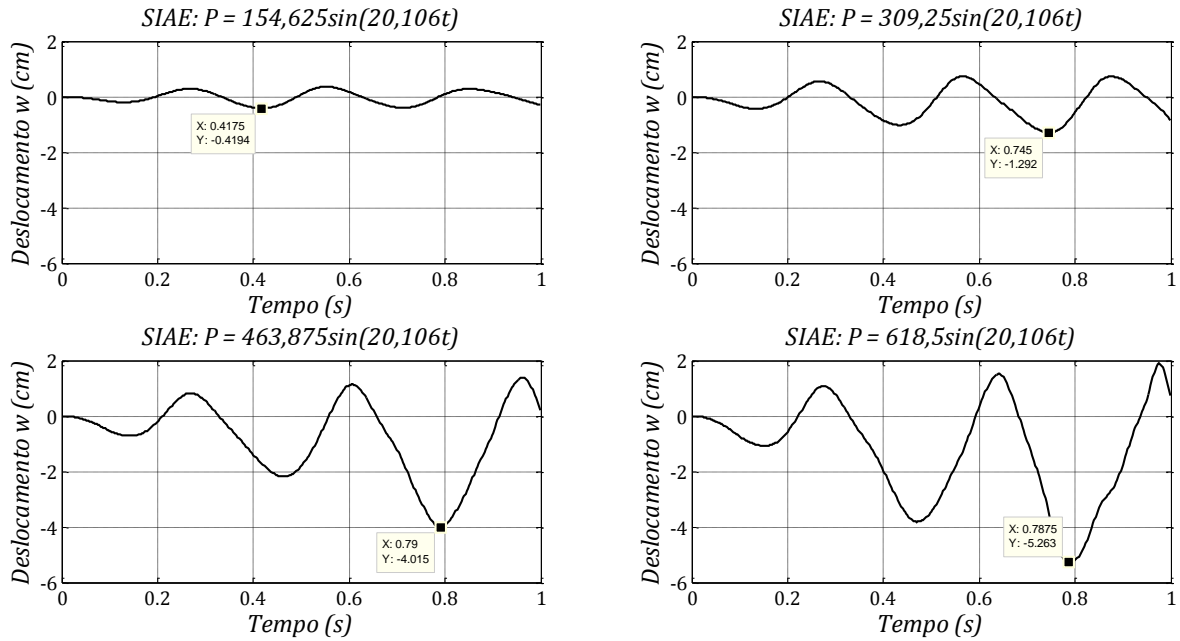 SIAE: P = 154,625sin(20,106t)
Deslocamento w (cm)
2
0
-2
-4
-6
X: 0.4175
Y: -0.4194
0 0.2 0.4 0.6 0.8 1
Tempo (s)
SIAE: P = 309,25sin(20,106t)
Deslocamento w (cm)
2
0
-2
-4
-6
X: 0.745
Y: -1.292
0 0.2 0.4 0.6 0.8 1
Tempo (s)
SIAE: P = 463,875sin(20,106t)
Deslocamento w (cm)
2
0
-2
-4
-6
X: 0.79
Y: -4.015
0 0.2 0.4 0.6 0.8 1
Tempo (s)
SIAE: P = 618,5sin(20,106t)
Deslocamento w (cm)
2
0
-2
-4
-6
X: 0.7875
Y: -5.263
0 0.2 0.4 0.6 0.8 1
Tempo (s)